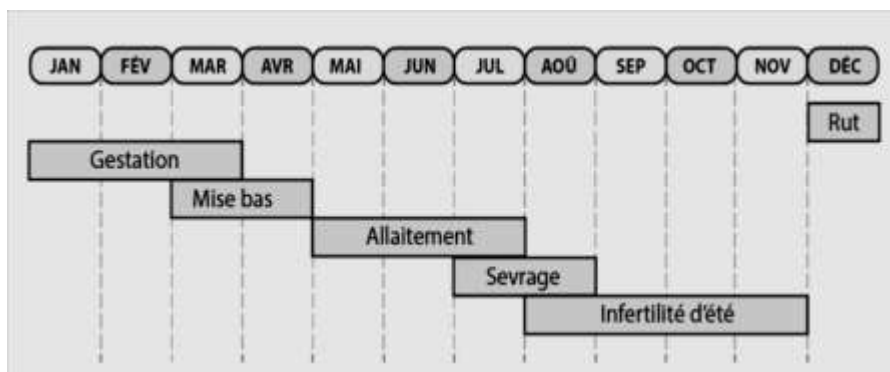 JAN FÉV MAR AVR MAI JUN JUL AOÛ SEP OCT NOV DÉC
Rut
Gestation
Mise bas
Allaitement
Sevrage
Infertilité d'été